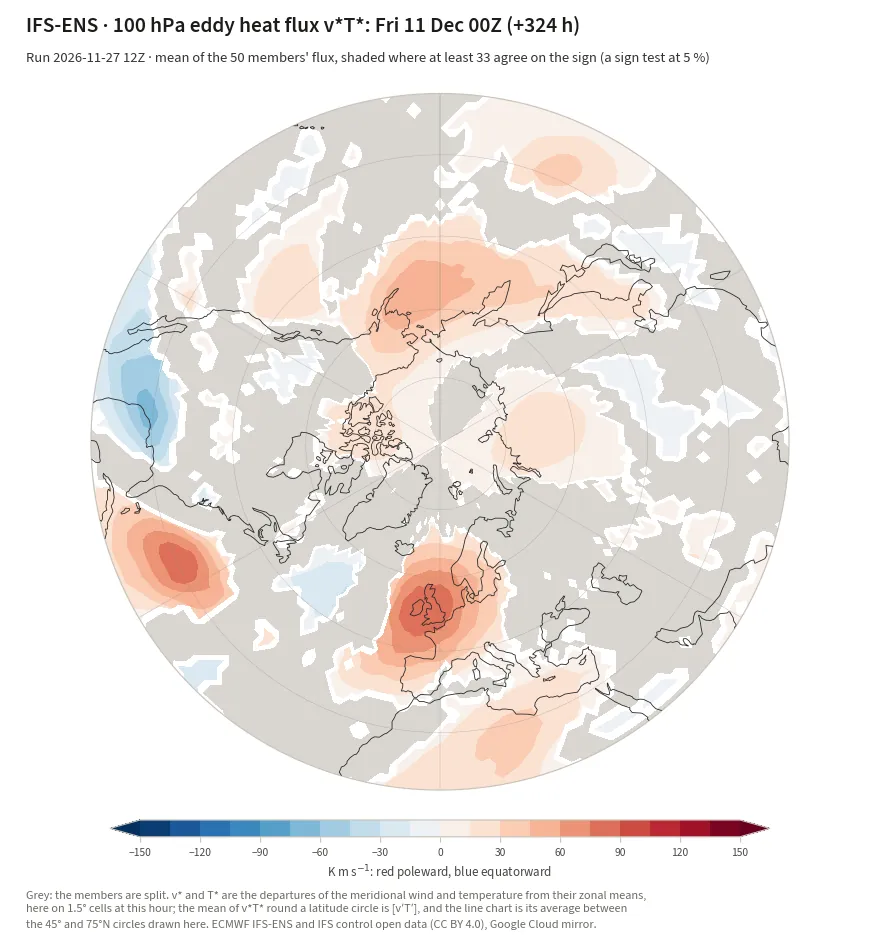 IFS-ENS · 100 hPa eddy heat flux v*T*: Fri 11 Dec 00Z (+324 h)
Run 2026-11-27 12Z · mean of the 50 members' flux, shaded where at least 33 agree on the sign (a sign test at 5 %)
−150 −120 −90 −60 −30 0 30 60 90 120 150
K m s⁻¹: red poleward, blue equatorward
Grey: the members are split. v* and T* are the departures of the meridional wind and temperature from their zonal means,
here on 1.5° cells at this hour; the mean of v*T* round a latitude circle is [v'T'], and the line chart is its average between
the 45° and 75°N circles drawn here. ECMWF IFS-ENS and IFS control open data (CC BY 4.0), Google Cloud mirror.